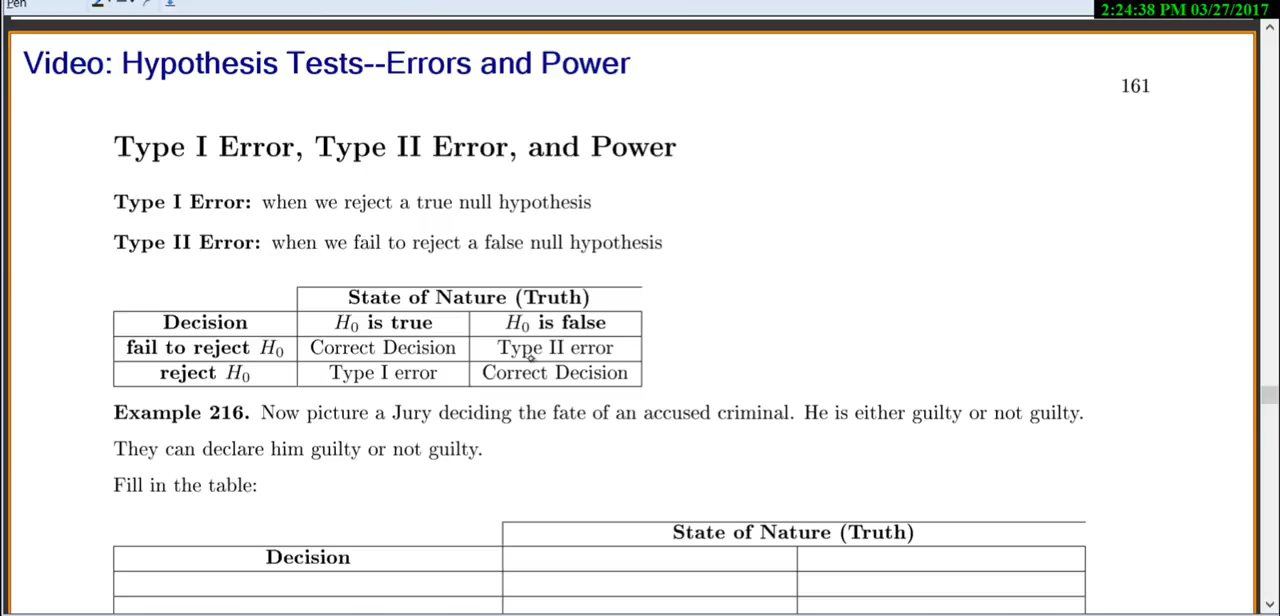 Pen
2:24:38 PM 03/27/2017
Video: Hypothesis Tests--Errors and Power
161
Type I Error, Type II Error, and Power
Type I Error: when we reject a true null hypothesis
Type II Error: when we fail to reject a false null hypothesis
State of Nature (Truth)
Decision H₀ is true H₀ is false
fail to reject H₀ Correct Decision Type II error
reject H₀ Type I error Correct Decision
Example 216. Now picture a Jury deciding the fate of an accused criminal. He is either guilty or not guilty.
They can declare him guilty or not guilty.
Fill in the table:
State of Nature (Truth)
Decision